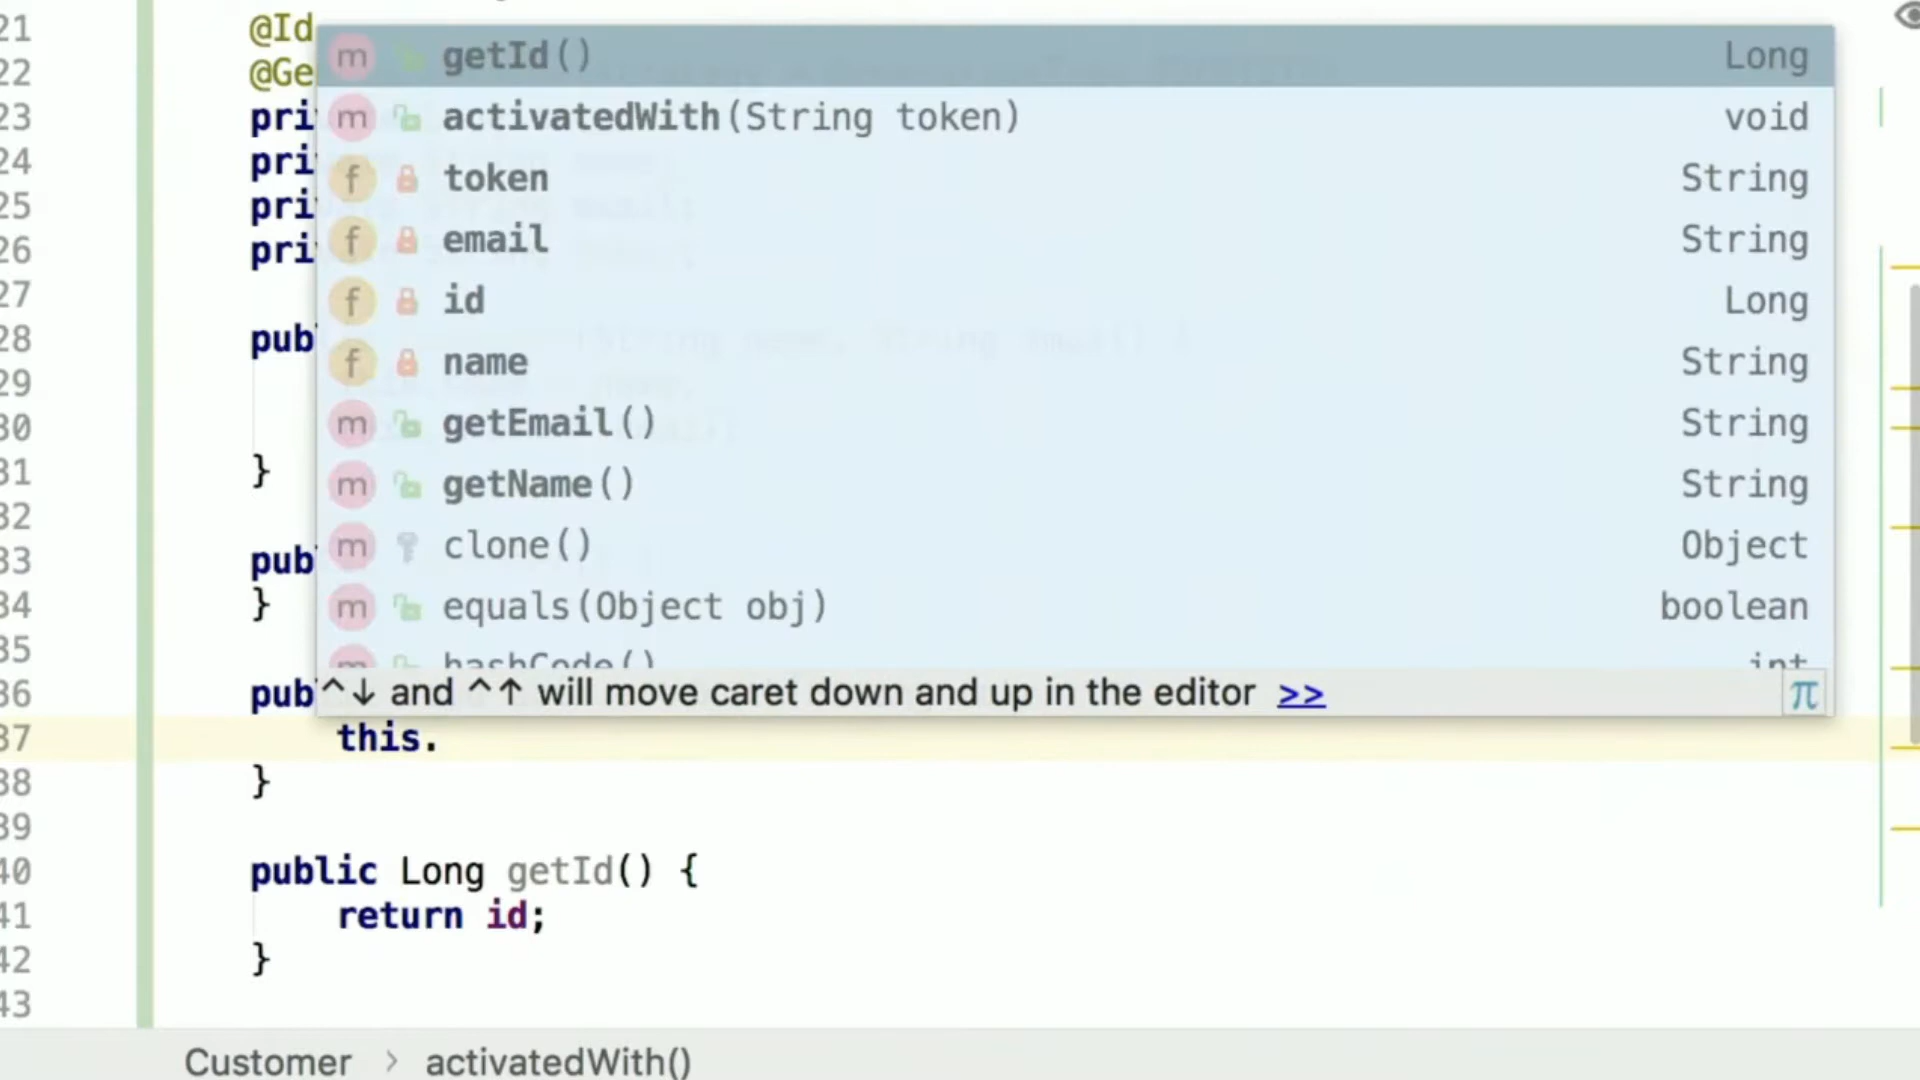 21 @Id
22 @Ge
23 pri
24 pri
25 pri
26 pri
27
28 pub
29
30
31 }
32
33 pub
34 }
35
36 pub
37 this.
38 }
39
40 public Long getId() {
41 return id;
42 }
43
m getId() Long
m activatedWith(String token) void
f token String
f email String
f id Long
f name String
m getEmail() String
m getName() String
m clone() Object
m equals(Object obj) boolean
m hashCode() int
^↓ and ^↑ will move caret down and up in the editor >> π
Customer > activatedWith()